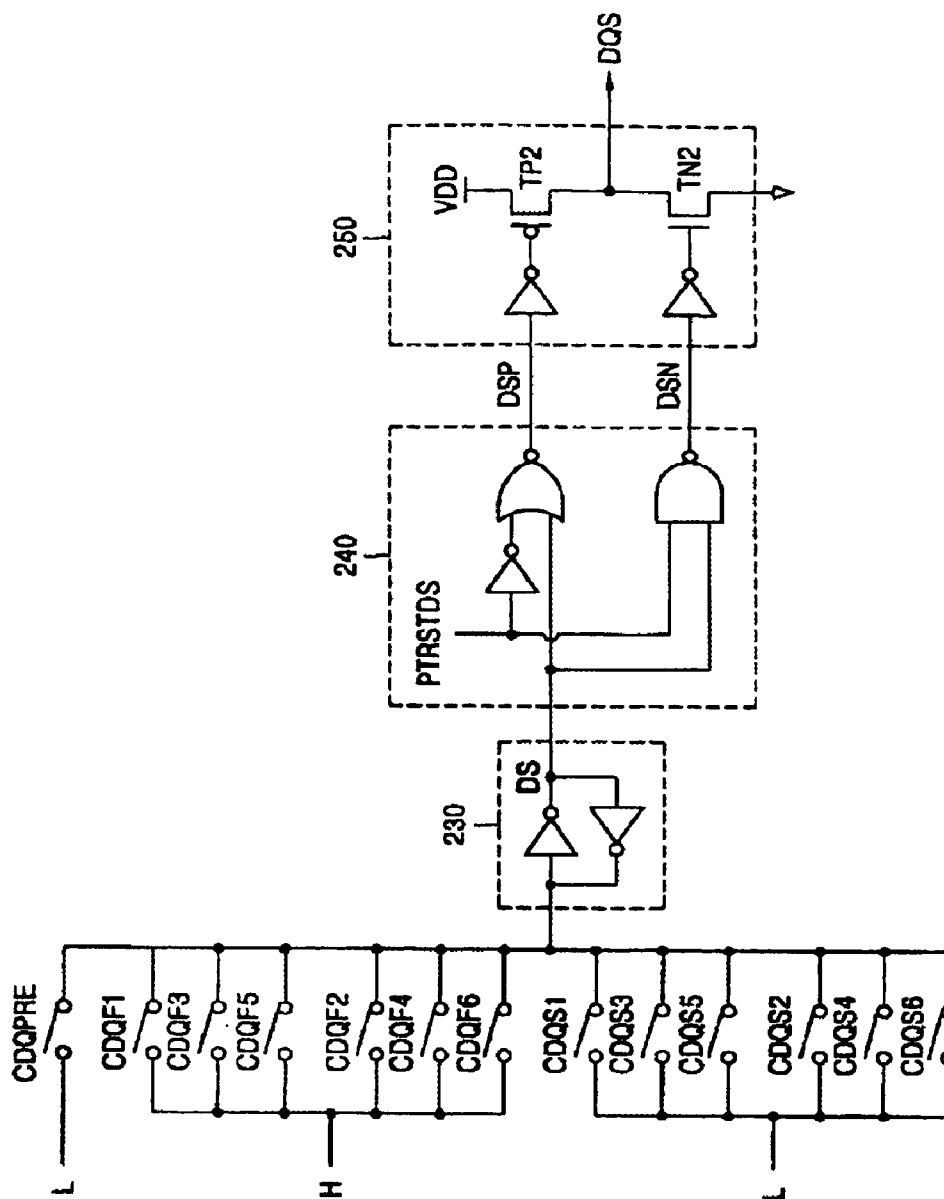 CDQPRE
L
CDQF1
CDQF3
CDQF5
CDQF2
CDQF4
CDQF6
H
CDQS1
CDQS3
CDQS5
CDQS2
CDQS4
CDQS6
L
230
DS
240
PTRSTDS
DSP
DSN
250
VDD
TP2
TN2
DQS